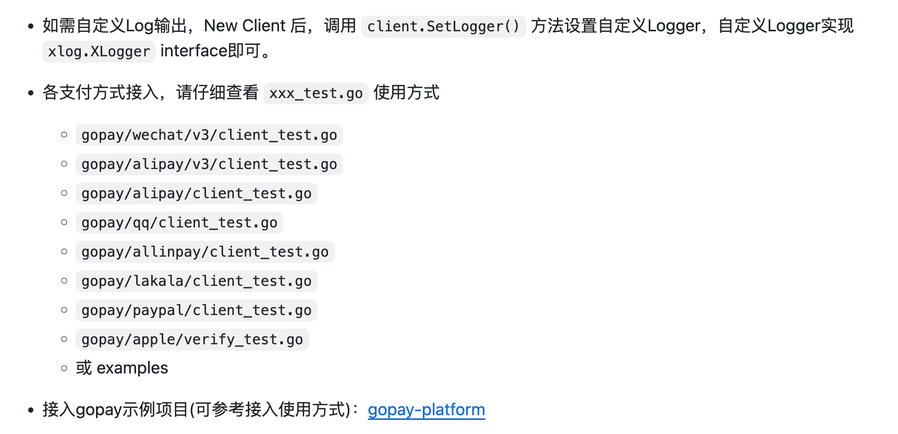 • 如需自定义Log输出，New Client 后，调用 client.SetLogger() 方法设置自定义Logger，自定义Logger实现
xlog.XLogger interface即可。
• 各支付方式接入，请仔细查看 xxx_test.go 使用方式
○ gopay/wechat/v3/client_test.go
○ gopay/alipay/v3/client_test.go
○ gopay/alipay/client_test.go
○ gopay/qq/client_test.go
○ gopay/allinpay/client_test.go
○ gopay/lakala/client_test.go
○ gopay/paypal/client_test.go
○ gopay/apple/verify_test.go
○ 或 examples
• 接入gopay示例项目(可参考接入使用方式)：gopay-platform